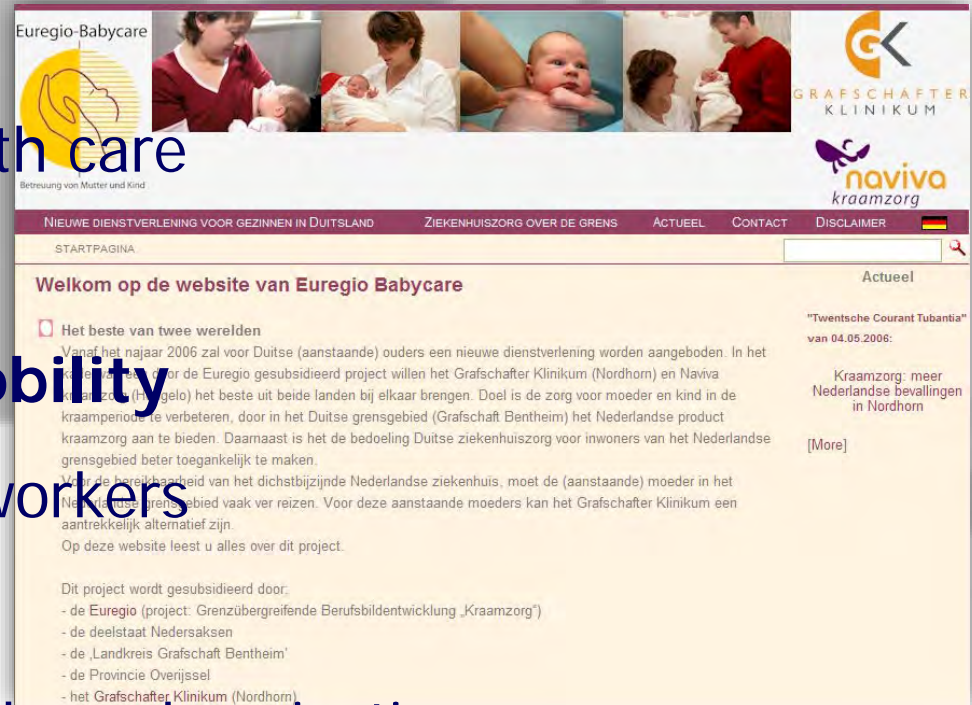 Euregio-Babycare
Betreuung von Mutter und Kind
GK
GRAFSCHAFTER
KLINIKUM
naviva
kraamzorg
th care
NIEUWE DIENSTVERLENING VOOR GEZINNEN IN DUITSLAND ZIEKENHUISZORG OVER DE GRENS ACTUEEL CONTACT DISCLAIMER
STARTPAGINA
Welkom op de website van Euregio Babycare
Het beste van twee werelden
Vanaf het najaar 2006 zal voor Duitse (aanstaande) ouders een nieuwe dienstverlening worden aangeboden. In het
door de Euregio gesubsidieerd project willen het Grafschafter Klinikum (Nordhorn) en Naviva
het beste uit beide landen bij elkaar brengen. Doel is de zorg voor moeder en kind in de
kraamperiode te verbeteren, door in het Duitse grensgebied (Grafschaft Bentheim) het Nederlandse product
kraamzorg aan te bieden. Daarnaast is het de bedoeling Duitse ziekenhuiszorg voor inwoners van het Nederlandse
grensgebied beter toegankelijk te maken.
Voor de bereikbaarheid van het dichstbijzijnde Nederlandse ziekenhuis, moet de (aanstaande) moeder in het
Nederlandse grensgebied vaak ver reizen. Voor deze aanstaande moeders kan het Grafschafter Klinikum een
aantrekkelijk alternatief zijn.
Op deze website leest u alles over dit project.
Dit project wordt gesubsidieerd door:
- de Euregio (project: Grenzübergreifende Berufsbildentwicklung „Kraamzorg“)
- de deelstaat Nedersaksen
- de ‚Landkreis Grafschaft Bentheim’
- de Provincie Overijssel
- het Grafschafter Klinikum (Nordhorn)
bility
workers
Actueel
"Twentsche Courant Tubantia"
van 04.05.2006:
Kraamzorg: meer
Nederlandse bevallingen
in Nordhorn
[More]